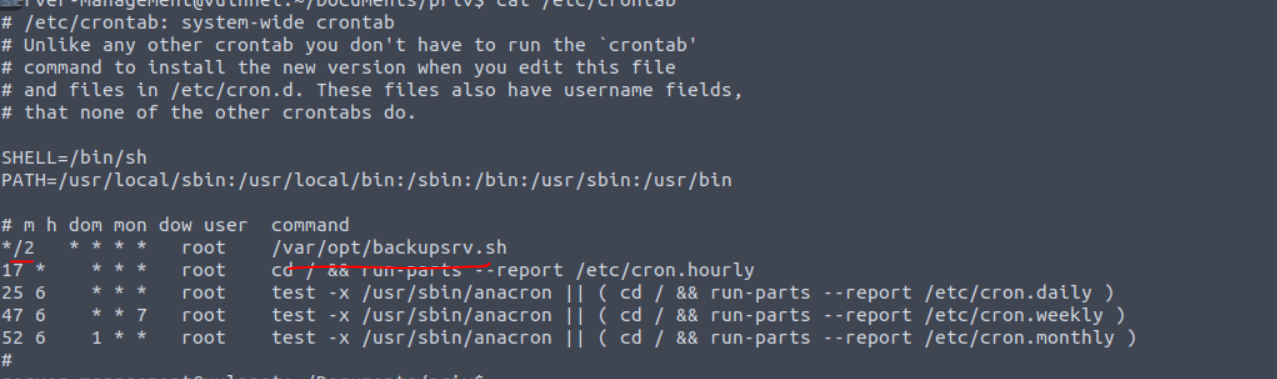 server-management@vulnnet:~/Documents/priv$ cat /etc/crontab
# /etc/crontab: system-wide crontab
# Unlike any other crontab you don't have to run the `crontab'
# command to install the new version when you edit this file
# and files in /etc/cron.d. These files also have username fields,
# that none of the other crontabs do.
SHELL=/bin/sh
PATH=/usr/local/sbin:/usr/local/bin:/sbin:/bin:/usr/sbin:/usr/bin
# m h dom mon dow user  command
*/2   * * * *   root    /var/opt/backupsrv.sh
17 *    * * *   root    cd / && run-parts --report /etc/cron.hourly
25 6    * * *   root    test -x /usr/sbin/anacron || ( cd / && run-parts --report /etc/cron.daily )
47 6    * * 7   root    test -x /usr/sbin/anacron || ( cd / && run-parts --report /etc/cron.weekly )
52 6    1 * *   root    test -x /usr/sbin/anacron || ( cd / && run-parts --report /etc/cron.monthly )
#
server-management@vulnnet:~/Documents/priv$